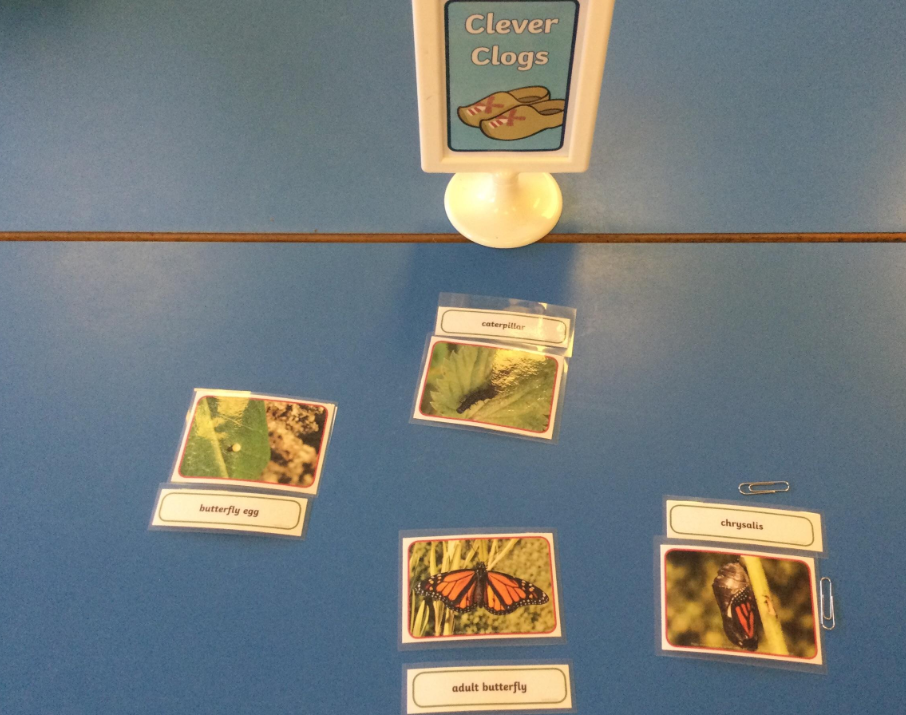 Clever
Clogs
caterpillar
butterfly egg
chrysalis
adult butterfly